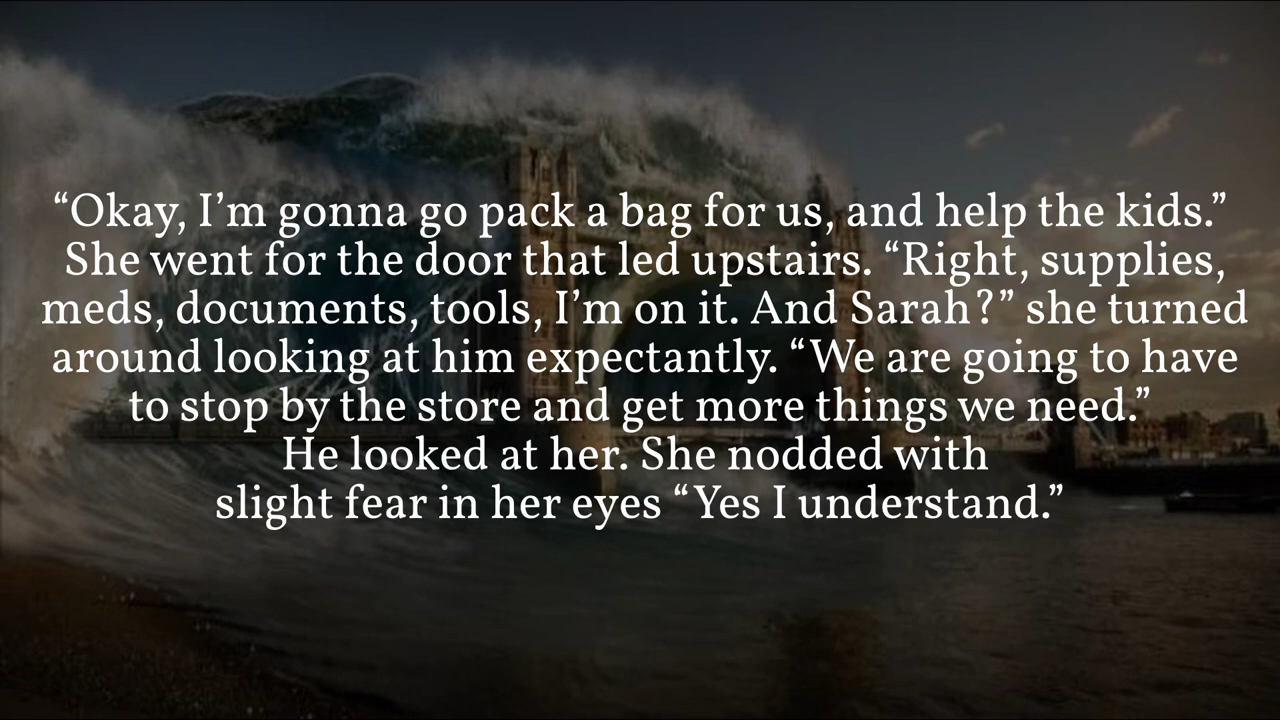 “Okay, I’m gonna go pack a bag for us, and help the kids.”
She went for the door that led upstairs. “Right, supplies,
meds, documents, tools, I’m on it. And Sarah?” she turned
around looking at him expectantly. “We are going to have
to stop by the store and get more things we need.”
He looked at her. She nodded with
slight fear in her eyes “Yes I understand.”